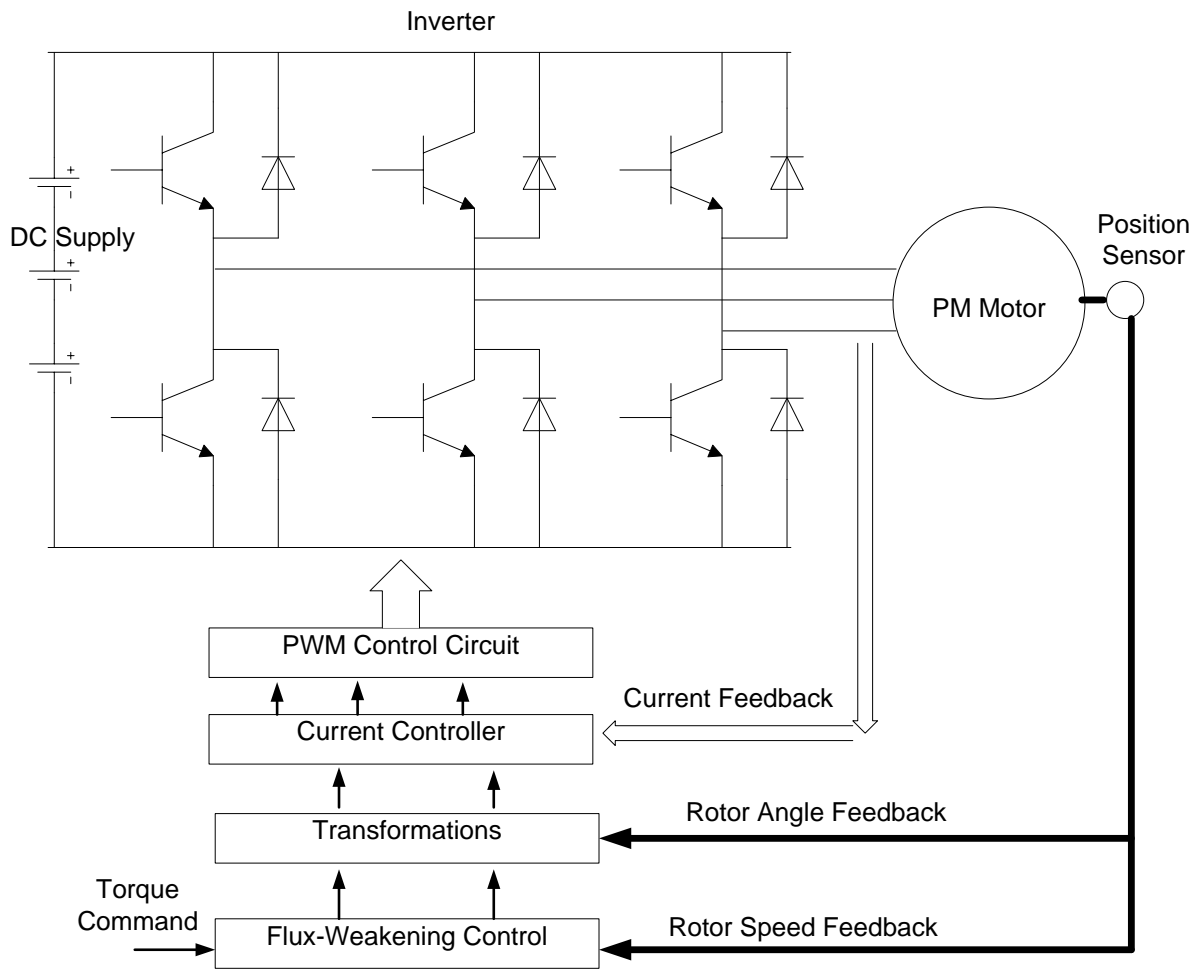 Inverter
+
-
DC Supply
+
-
+
-
Position
Sensor
PM Motor
PWM Control Circuit
Current Feedback
Current Controller
Rotor Angle Feedback
Transformations
Torque
Command
Rotor Speed Feedback
Flux-Weakening Control